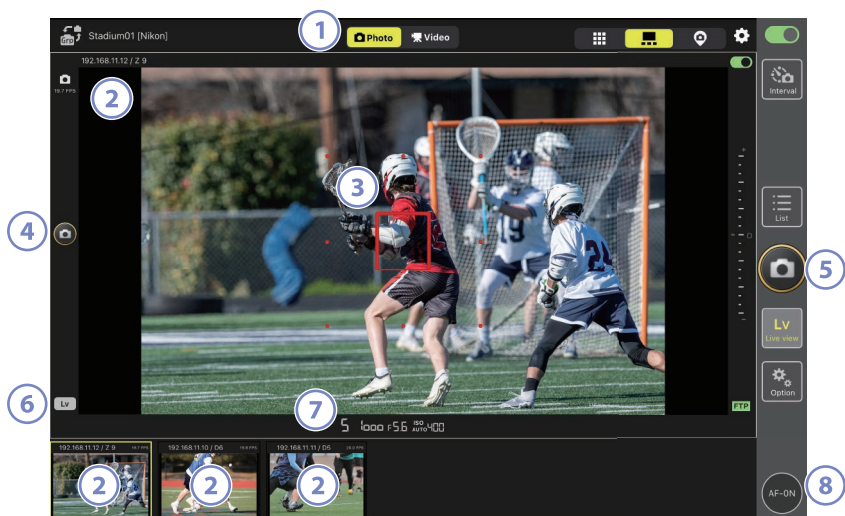 1
Stadium01 [Nikon]
Photo
Video
192.168.11.12 / Z 9
19.7 FPS
2
Interval
3
19
24
4
List
5
Lv
Live view
6
Lv
FTP
Option
7
S 1000 F5.6 ISO AUTO 400
192.168.11.12 / Z 9
192.168.11.10 / D6
192.168.11.11 / D5
2
2
2
AF-ON
8